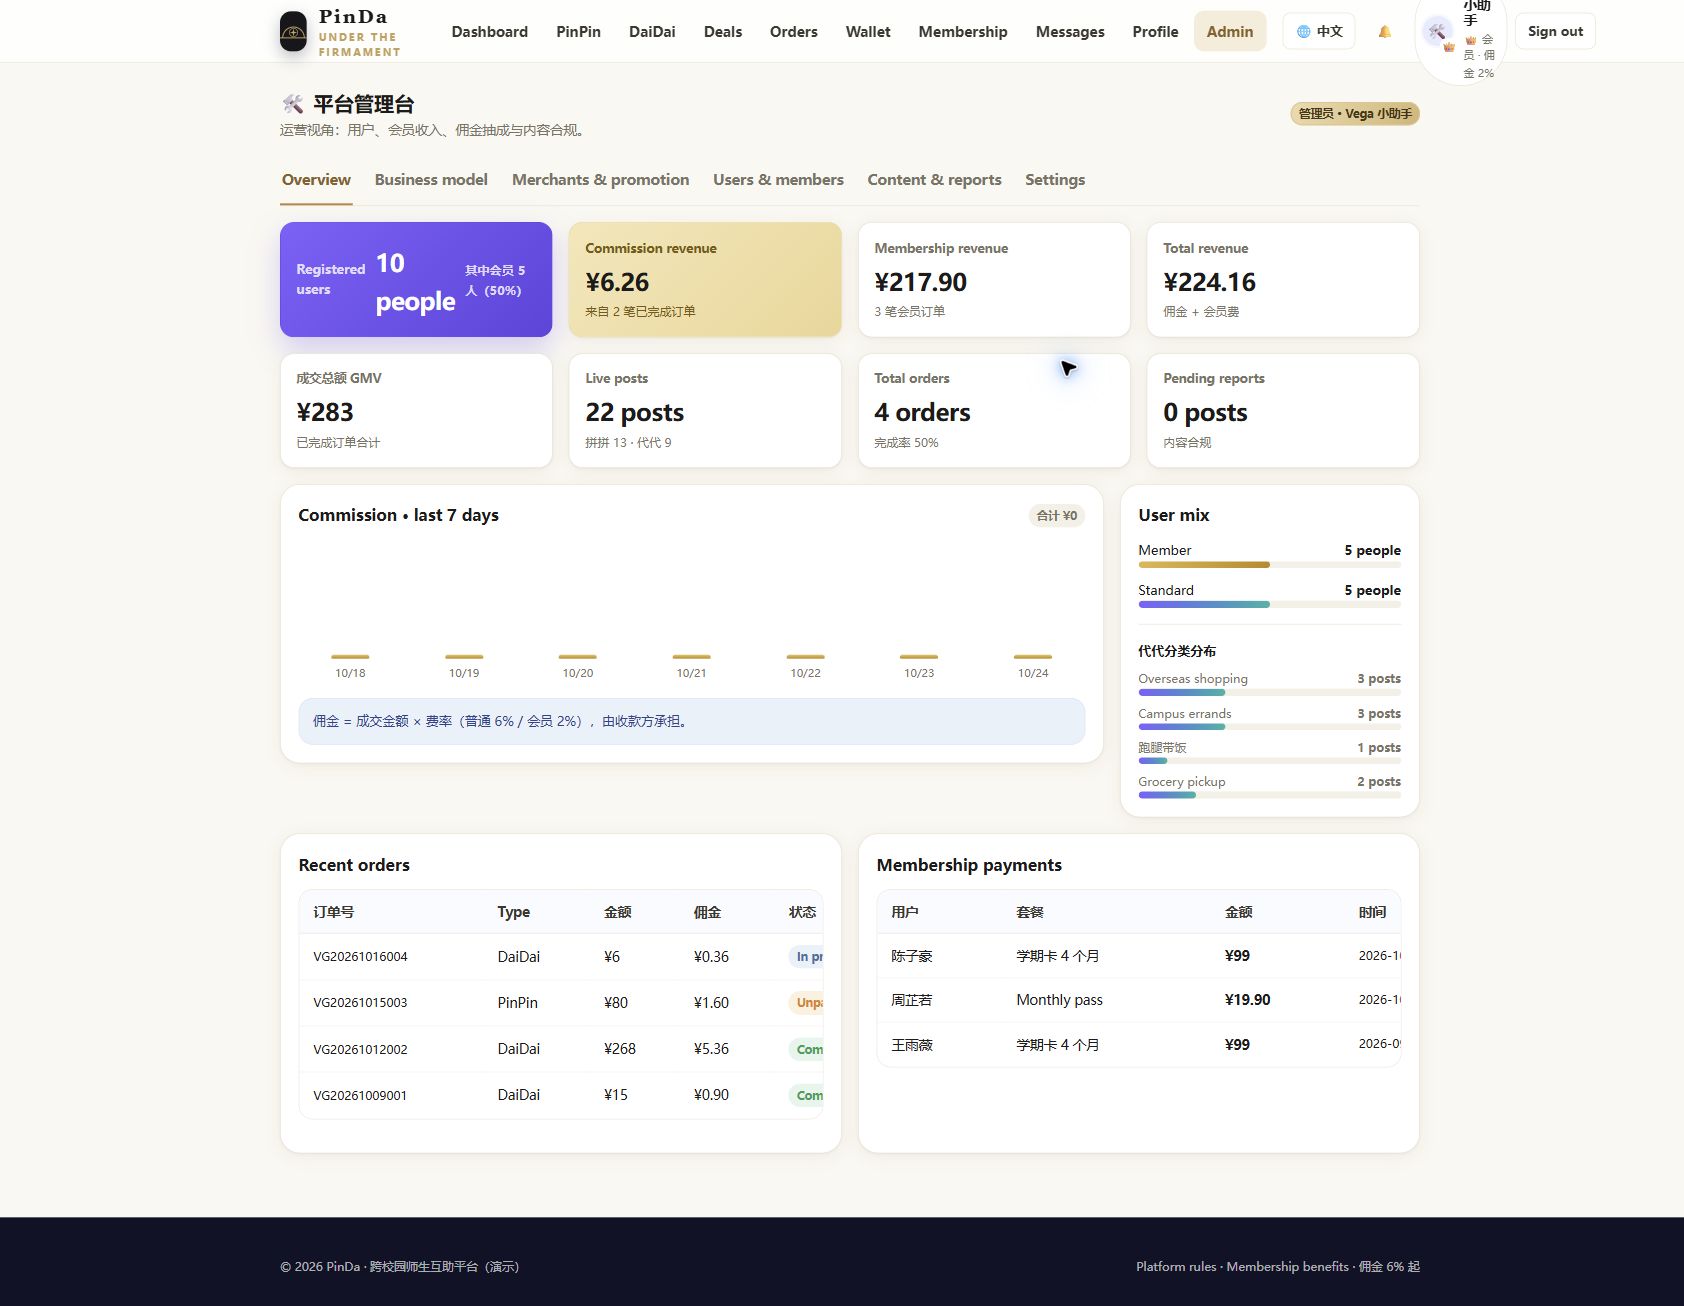 PinDa
UNDER THE
FIRMAMENT
Dashboard PinPin DaiDai Deals Orders Wallet Membership Messages Profile Admin 中文 小助手 会员 · 佣金 2% Sign out
平台管理台
运营视角：用户、会员收入、佣金抽成与内容合规。
管理员 • Vega 小助手
Overview Business model Merchants & promotion Users & members Content & reports Settings
Registered users 10 people 其中会员 5 人（50%）
Commission revenue
¥6.26
来自 2 笔已完成订单
Membership revenue
¥217.90
3 笔会员订单
Total revenue
¥224.16
佣金 + 会员费
成交总额 GMV
¥283
已完成订单合计
Live posts
22 posts
拼拼 13 · 代代 9
Total orders
4 orders
完成率 50%
Pending reports
0 posts
内容合规
Commission • last 7 days
合计 ¥0
10/18 10/19 10/20 10/21 10/22 10/23 10/24
佣金 = 成交金额 × 费率（普通 6% / 会员 2%），由收款方承担。
User mix
Member 5 people
Standard 5 people
代代分类分布
Overseas shopping 3 posts
Campus errands 3 posts
跑腿带饭 1 posts
Grocery pickup 2 posts
Recent orders
订单号 Type 金额 佣金 状态
VG20261016004 DaiDai ¥6 ¥0.36 In pr
VG20261015003 PinPin ¥80 ¥1.60 Unpa
VG20261012002 DaiDai ¥268 ¥5.36 Com
VG20261009001 DaiDai ¥15 ¥0.90 Com
Membership payments
用户 套餐 金额 时间
陈子豪 学期卡 4 个月 ¥99 2026-10
周芷若 Monthly pass ¥19.90 2026-10
王雨薇 学期卡 4 个月 ¥99 2026-09
© 2026 PinDa · 跨校园师生互助平台（演示）
Platform rules · Membership benefits · 佣金 6% 起